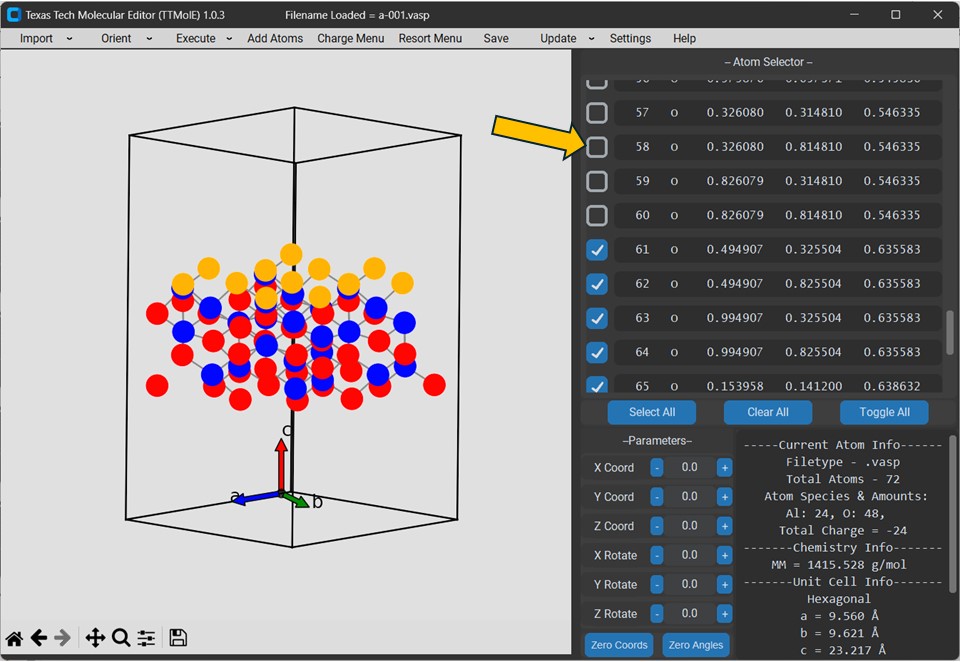 Texas Tech Molecular Editor (TTMolE) 1.0.3 Filename Loaded = a-001.vasp
Import Orient Execute Add Atoms Charge Menu Resort Menu Save Update Settings Help
-- Atom Selector --
57 O 0.326080 0.314810 0.546335
58 O 0.326080 0.814810 0.546335
59 O 0.826079 0.314810 0.546335
60 O 0.826079 0.814810 0.546335
61 O 0.494907 0.325504 0.635583
62 O 0.494907 0.825504 0.635583
63 O 0.994907 0.325504 0.635583
64 O 0.994907 0.825504 0.635583
65 O 0.153958 0.141200 0.638632
Select All Clear All Toggle All
--Parameters--
X Coord - 0.0 +
Y Coord - 0.0 +
Z Coord - 0.0 +
X Rotate - 0.0 +
Y Rotate - 0.0 +
Z Rotate - 0.0 +
Zero Coords Zero Angles
-----Current Atom Info------
Filetype - .vasp
Total Atoms - 72
Atom Species & Amounts:
Al: 24, O: 48,
Total Charge = -24
-------Chemistry Info-------
MM = 1415.528 g/mol
-------Unit Cell Info-------
Hexagonal
a = 9.560 Å
b = 9.621 Å
c = 23.217 Å
c
a
b